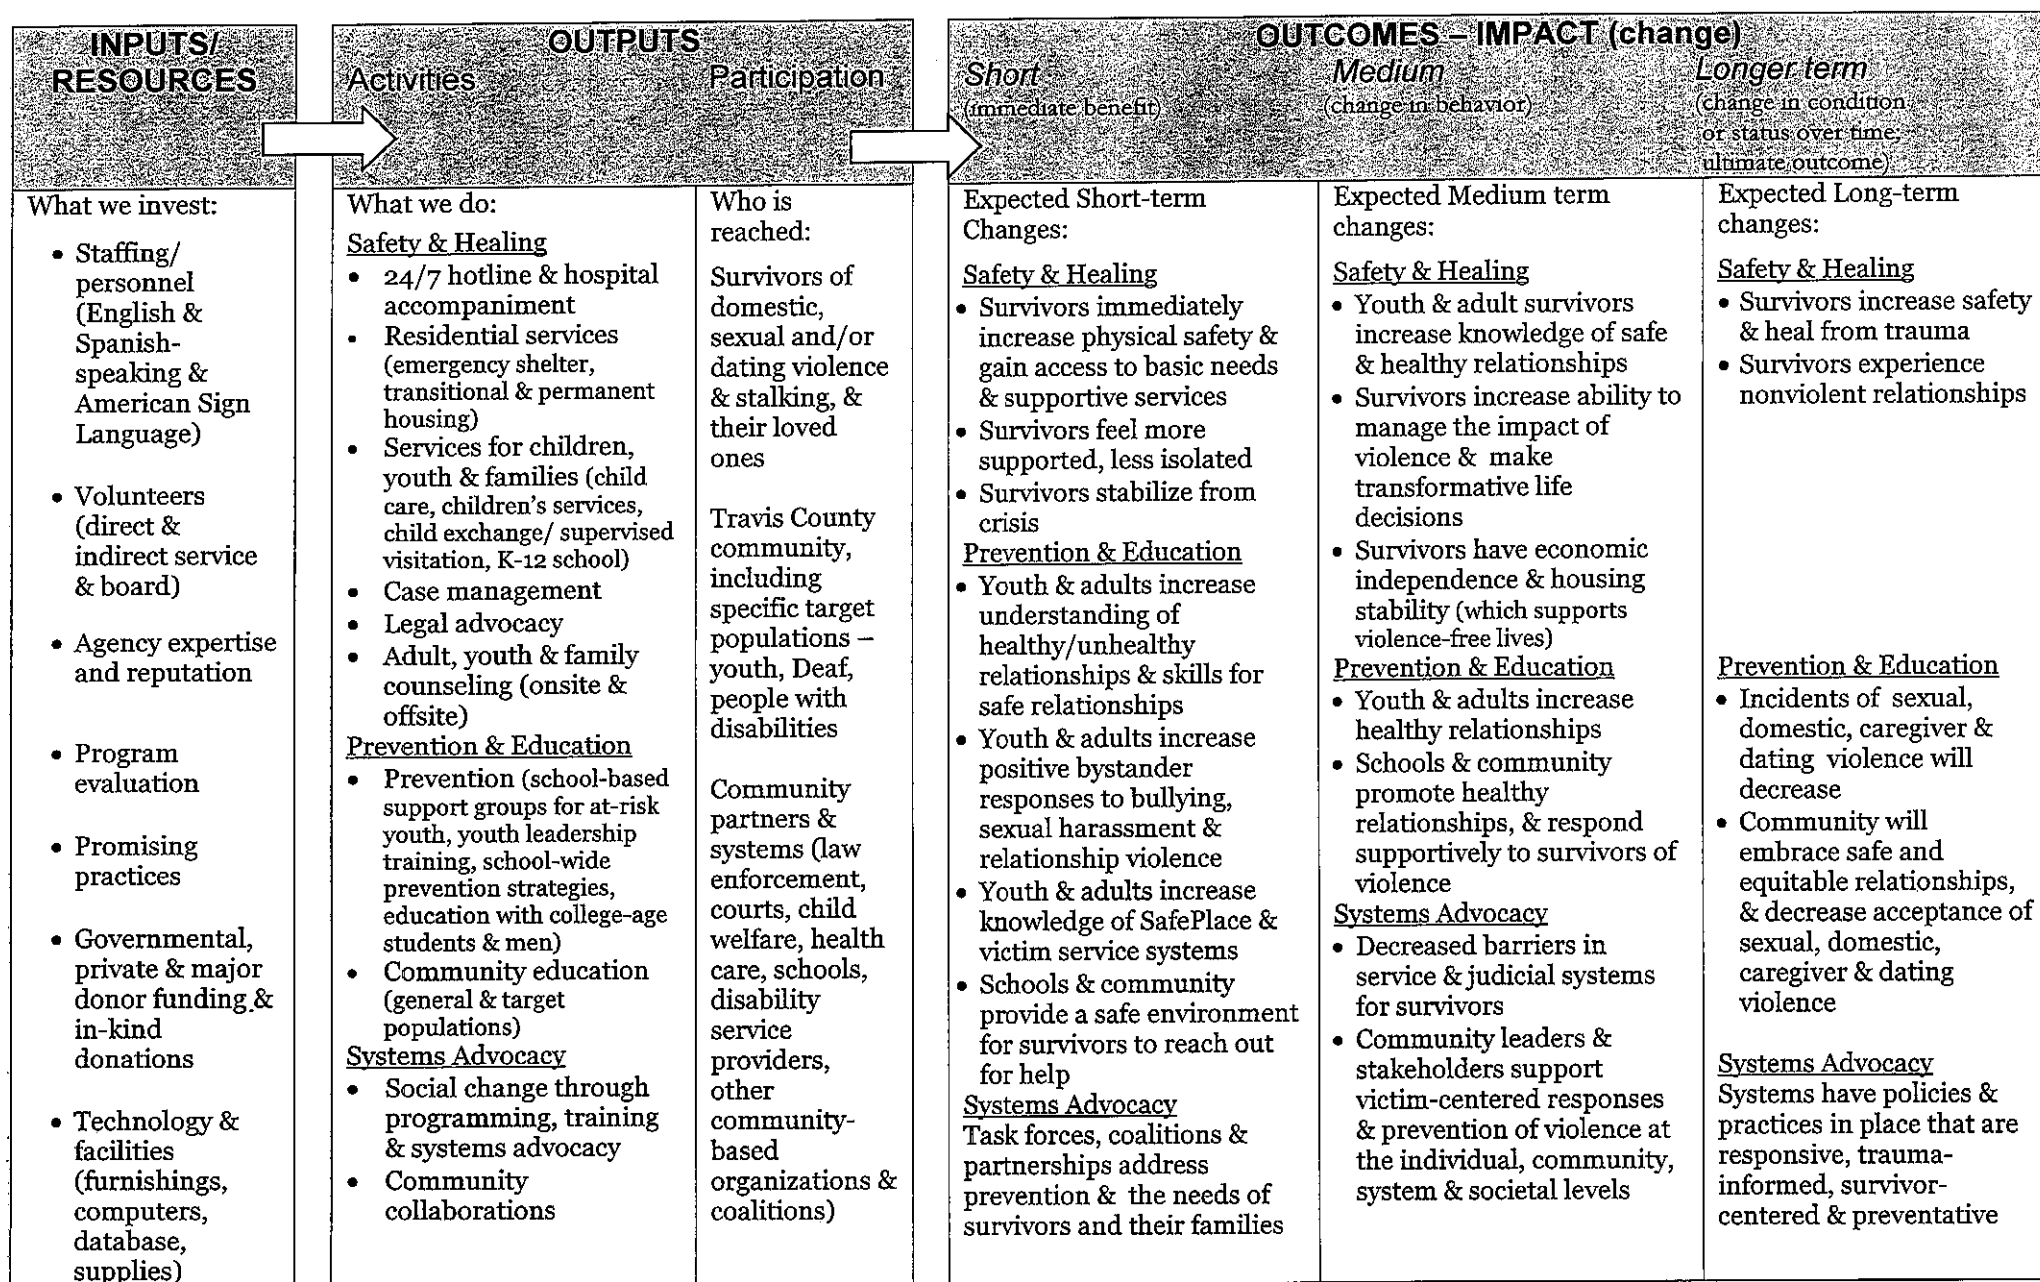 INPUTS/
RESOURCES
OUTPUTS
Activities
Participation
OUTCOMES – IMPACT (change)
Short
(immediate benefit)
Medium
(change in behavior)
Longer term
(change in condition
or status over time;
ultimate outcome)
What we invest:
• Staffing/
personnel
(English &
Spanish-
speaking &
American Sign
Language)
• Volunteers
(direct &
indirect service
& board)
• Agency expertise
and reputation
• Program
evaluation
• Promising
practices
• Governmental,
private & major
donor funding & 
in-kind
donations
• Technology &
facilities
(furnishings,
computers,
database,
supplies)
What we do:
Safety & Healing
• 24/7 hotline & hospital
accompaniment
• Residential services
(emergency shelter,
transitional & permanent
housing)
• Services for children,
youth & families (child
care, children's services,
child exchange/ supervised
visitation, K-12 school)
• Case management
• Legal advocacy
• Adult, youth & family
counseling (onsite &
offsite)
Prevention & Education
• Prevention (school-based
support groups for at-risk
youth, youth leadership
training, school-wide
prevention strategies,
education with college-age
students & men)
• Community education
(general & target
populations)
Systems Advocacy
• Social change through
programming, training
& systems advocacy
• Community
collaborations
Who is
reached:
Survivors of
domestic,
sexual and/or
dating violence
& stalking, &
their loved
ones
Travis County
community,
including
specific target
populations –
youth, Deaf,
people with
disabilities
Community
partners &
systems (law
enforcement,
courts, child
welfare, health
care, schools,
disability
service
providers,
other
community-
based
organizations &
coalitions)
Expected Short-term
Changes:
Safety & Healing
• Survivors immediately
increase physical safety &
gain access to basic needs
& supportive services
• Survivors feel more
supported, less isolated
• Survivors stabilize from
crisis
Prevention & Education
• Youth & adults increase
understanding of
healthy/unhealthy
relationships & skills for
safe relationships
• Youth & adults increase
positive bystander
responses to bullying,
sexual harassment &
relationship violence
• Youth & adults increase
knowledge of SafePlace &
victim service systems
• Schools & community
provide a safe environment
for survivors to reach out
for help
Systems Advocacy
Task forces, coalitions &
partnerships address
prevention & the needs of
survivors and their families
Expected Medium term
changes:
Safety & Healing
• Youth & adult survivors
increase knowledge of safe
& healthy relationships
• Survivors increase ability to
manage the impact of
violence & make
transformative life
decisions
• Survivors have economic
independence & housing
stability (which supports
violence-free lives)
Prevention & Education
• Youth & adults increase
healthy relationships
• Schools & community
promote healthy
relationships, & respond
supportively to survivors of
violence
Systems Advocacy
• Decreased barriers in
service & judicial systems
for survivors
• Community leaders &
stakeholders support
victim-centered responses
& prevention of violence at
the individual, community,
system & societal levels
Expected Long-term
changes:
Safety & Healing
• Survivors increase safety
& heal from trauma
• Survivors experience
nonviolent relationships
Prevention & Education
• Incidents of sexual,
domestic, caregiver &
dating violence will
decrease
• Community will
embrace safe and
equitable relationships,
& decrease acceptance of
sexual, domestic,
caregiver & dating
violence
Systems Advocacy
Systems have policies &
practices in place that are
responsive, trauma-
informed, survivor-
centered & preventative